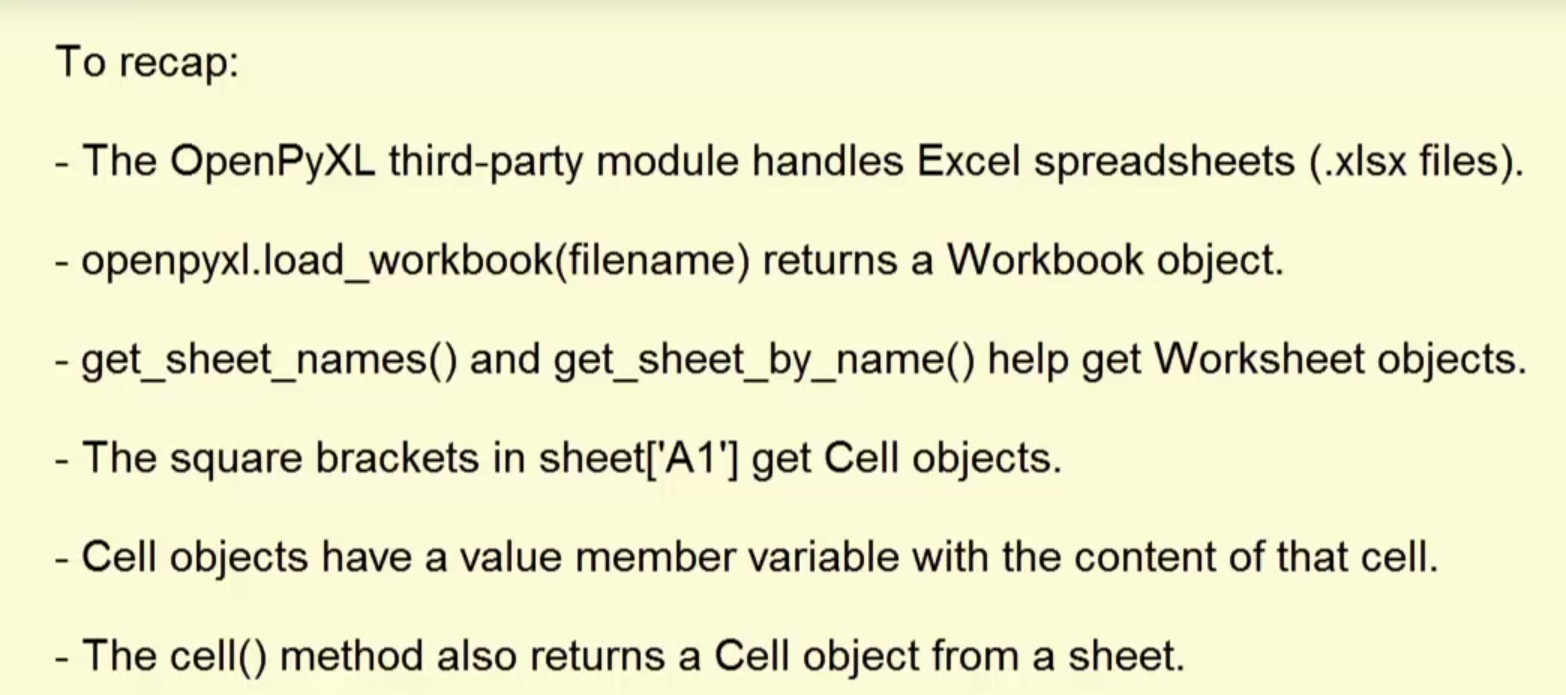 To recap:
- The OpenPyXL third-party module handles Excel spreadsheets (.xlsx files).
- openpyxl.load_workbook(filename) returns a Workbook object.
- get_sheet_names() and get_sheet_by_name() help get Worksheet objects.
- The square brackets in sheet['A1'] get Cell objects.
- Cell objects have a value member variable with the content of that cell.
- The cell() method also returns a Cell object from a sheet.